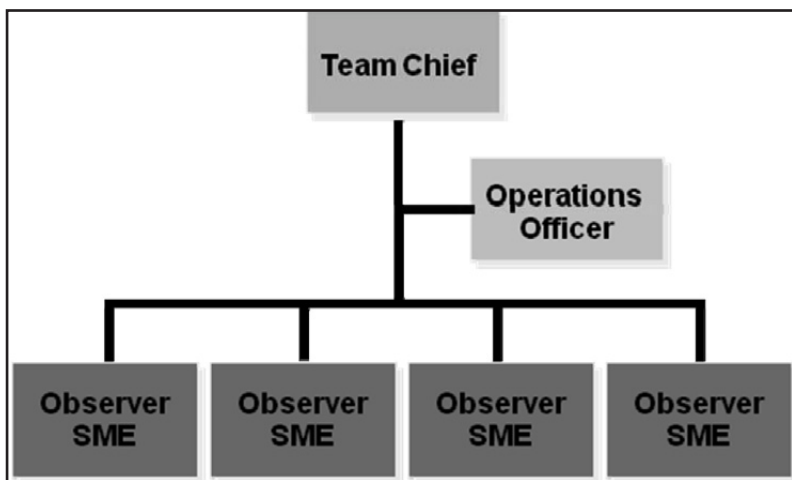 Team Chief
Operations
Officer
Observer
SME
Observer
SME
Observer
SME
Observer
SME